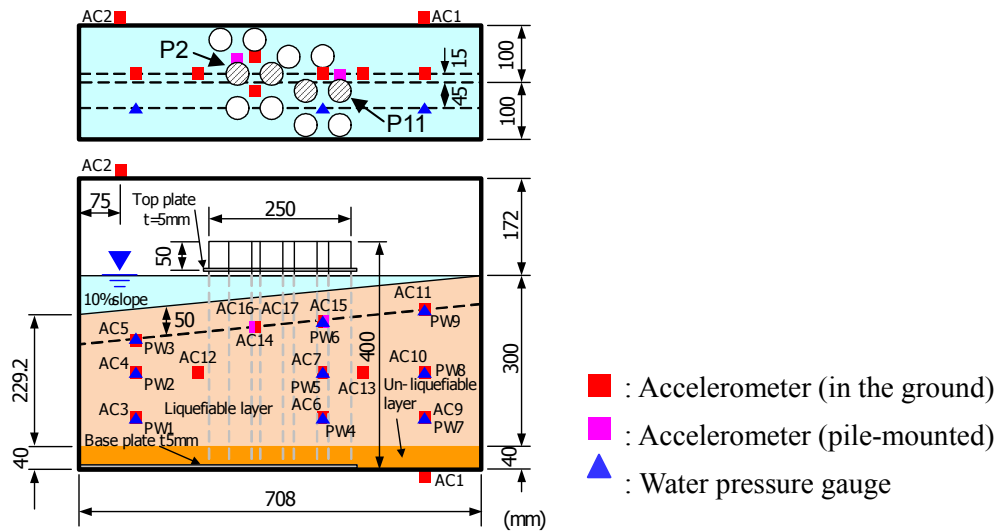 AC2
AC1
P2
P11
15
45
100
100
AC2
75
Top plate
t=5mm
250
50
172
10%slope
50
AC16-AC17
AC15
AC11
AC5
PW3
AC14
PW6
PW9
AC4
AC12
400
AC7
AC10
PW2
PW5
AC13
PW8
229.2
300
AC3
Liquefiable layer
AC6
Un-liquefiable
layer
AC9
PW1
PW4
PW7
Base plate t5mm
40
40
AC1
708
(mm)
: Accelerometer (in the ground)
: Accelerometer (pile-mounted)
: Water pressure gauge